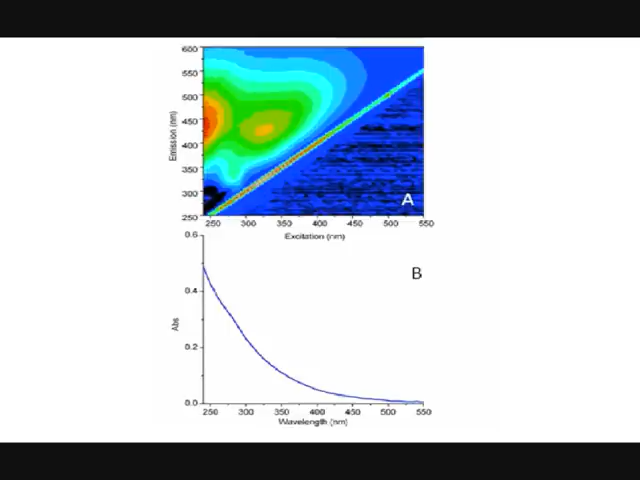 600
550
500
450
400
350
300
250
Emission (nm)
A
250 300 350 400 450 500 550
Excitation (nm)
0.6
0.4
0.2
0.0
Abs
B
250 300 350 400 450 500 550
Wavelength (nm)